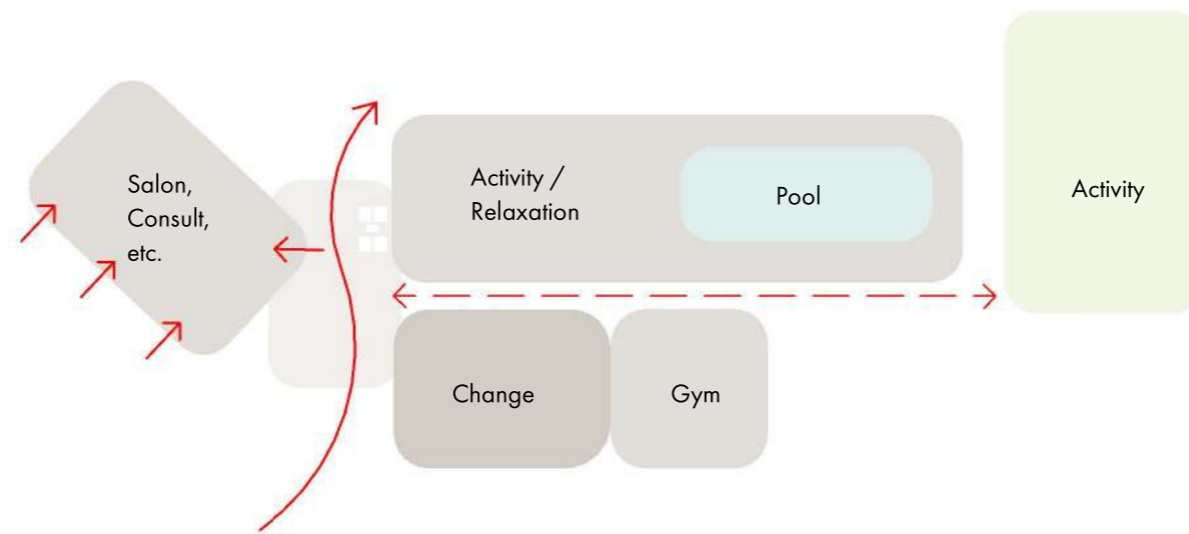 Salon,
Consult,
etc.
Activity /
Relaxation
Pool
Activity
Change
Gym